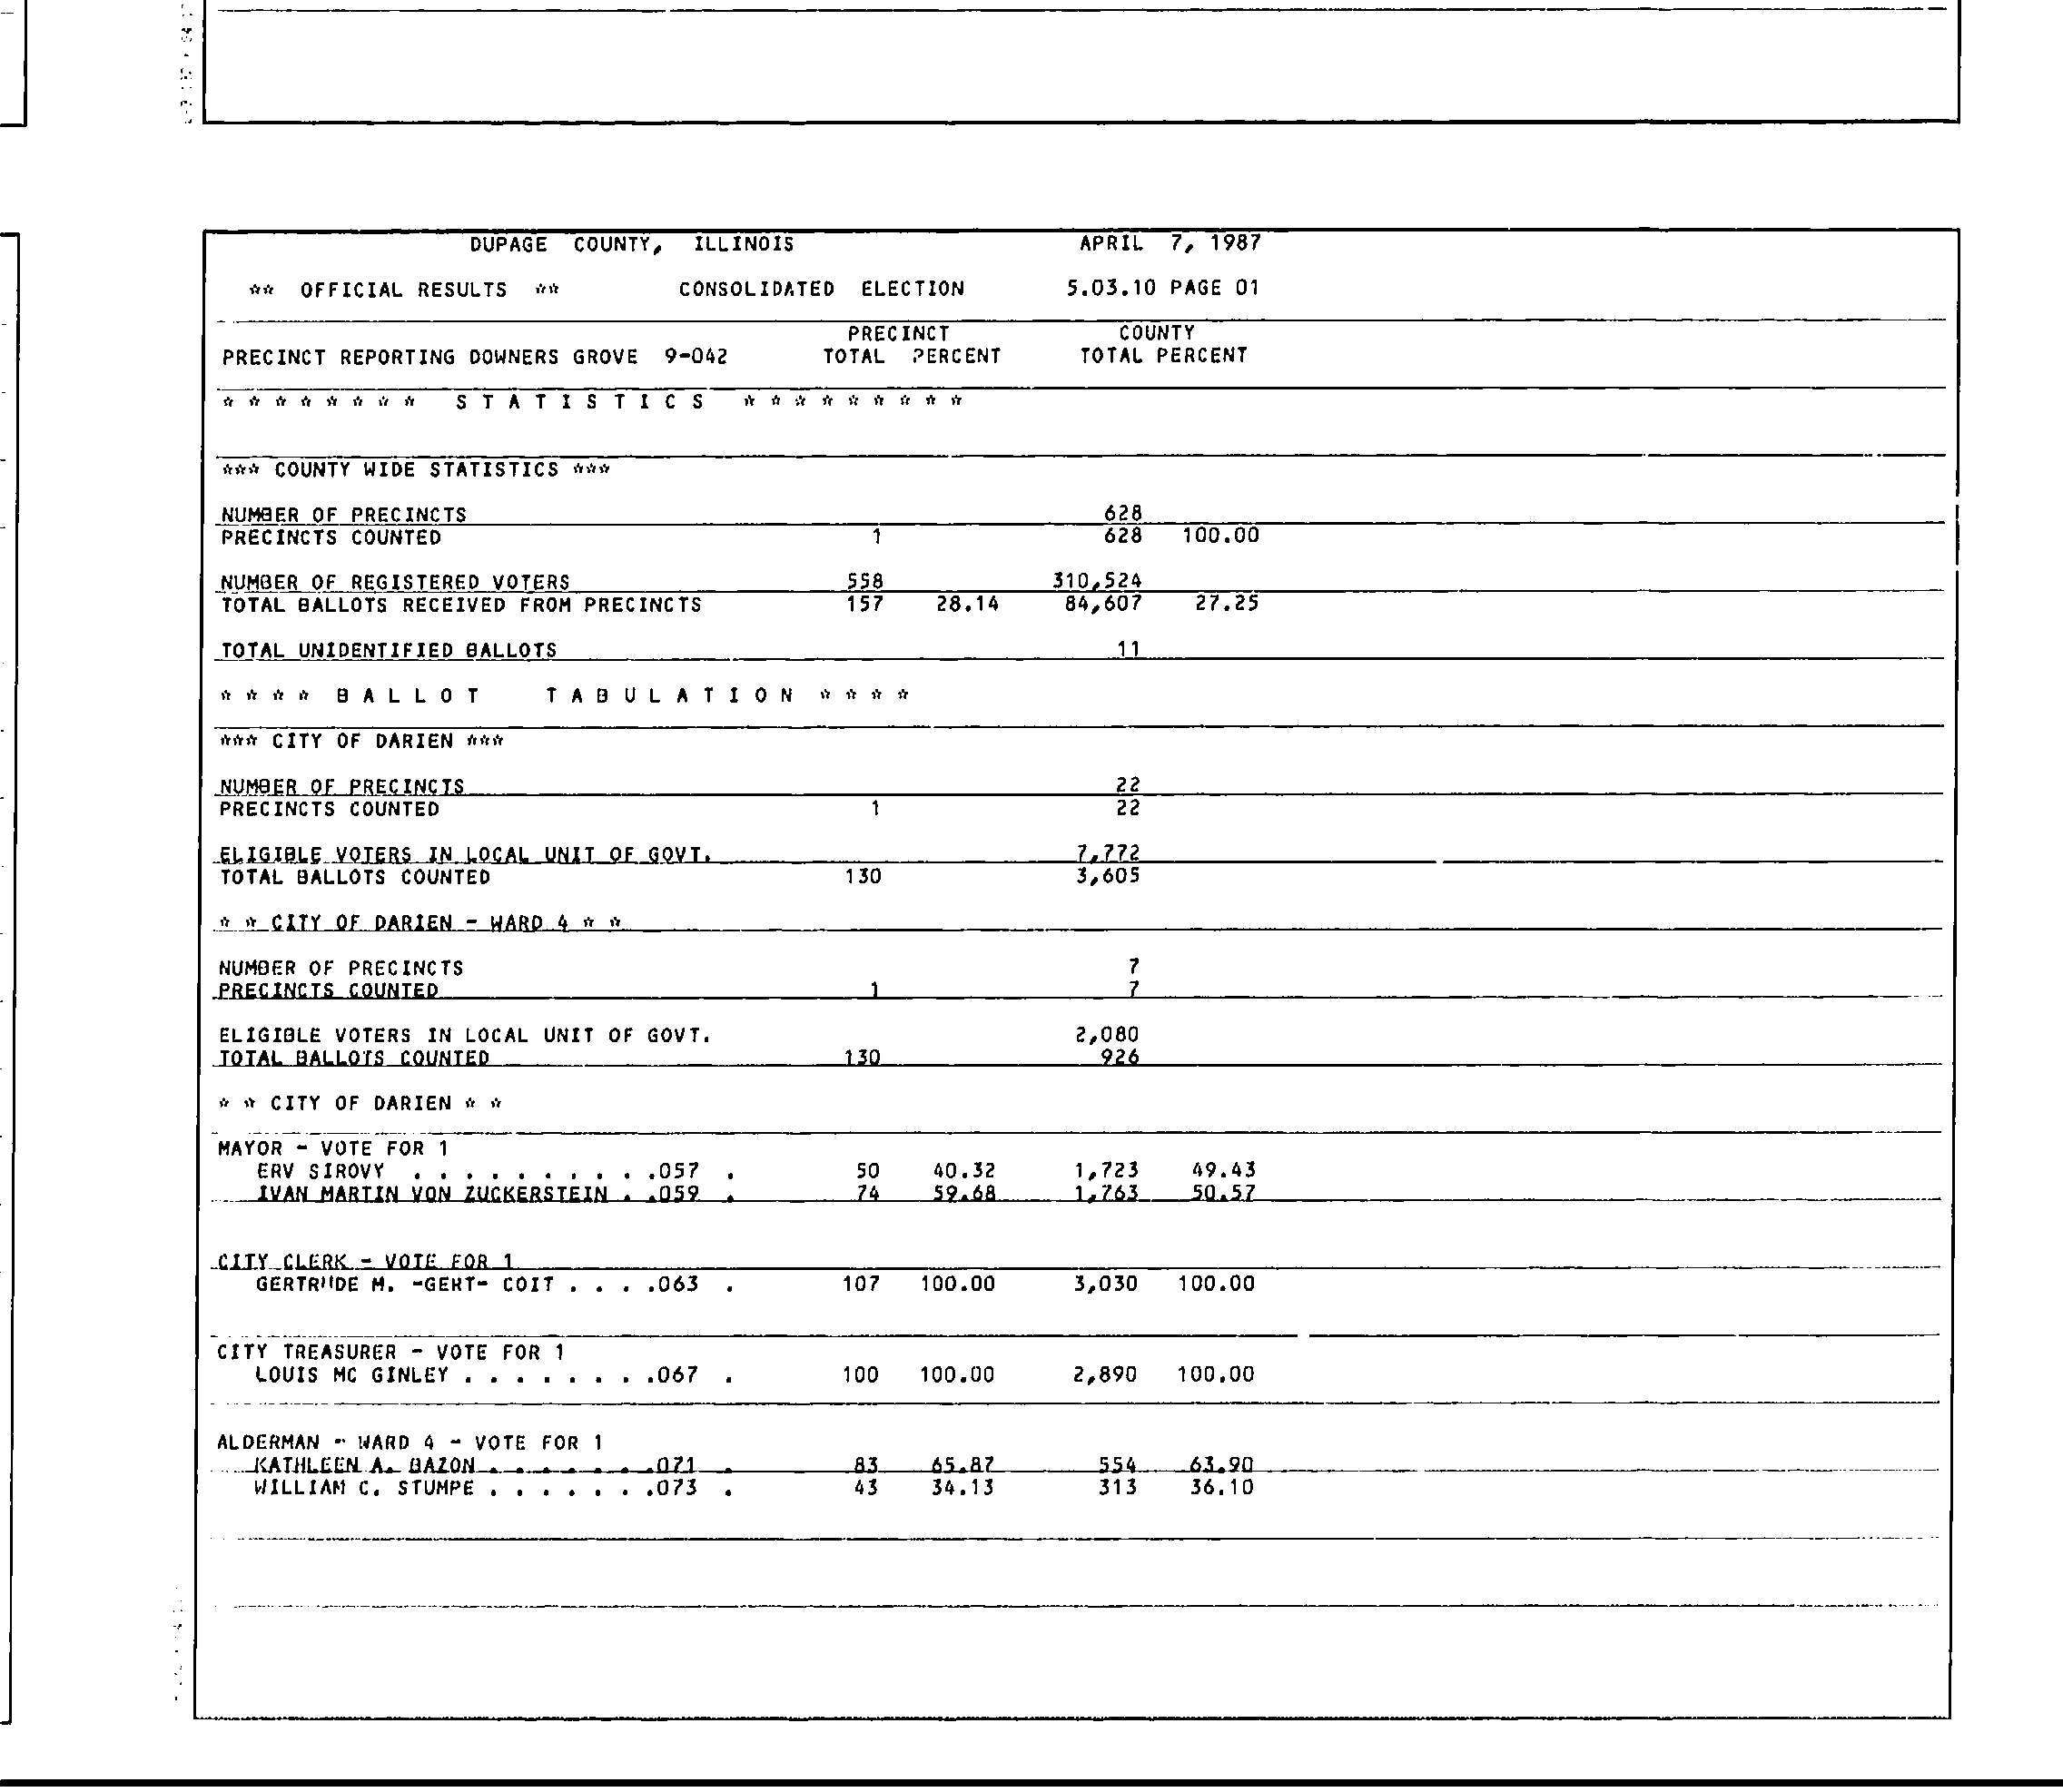 DUPAGE COUNTY, ILLINOIS APRIL 7, 1987
** OFFICIAL RESULTS ** CONSOLIDATED ELECTION 5.03.10 PAGE 01
PRECINCT COUNTY
PRECINCT REPORTING DOWNERS GROVE 9-042 TOTAL PERCENT TOTAL PERCENT
* * * * * * * * S T A T I S T I C S * * * * * * * * *
*** COUNTY WIDE STATISTICS ***
NUMBER OF PRECINCTS 628
PRECINCTS COUNTED 1 628 100.00
NUMBER OF REGISTERED VOTERS 558 310,524
TOTAL BALLOTS RECEIVED FROM PRECINCTS 157 28.14 84,607 27.25
TOTAL UNIDENTIFIED BALLOTS 11
* * * * B A L L O T T A B U L A T I O N * * * *
*** CITY OF DARIEN ***
NUMBER OF PRECINCTS 22
PRECINCTS COUNTED 1 22
ELIGIBLE VOTERS IN LOCAL UNIT OF GOVT. 7,772
TOTAL BALLOTS COUNTED 130 3,605
* * CITY OF DARIEN - WARD 4 * *
NUMBER OF PRECINCTS 7
PRECINCTS COUNTED 1 7
ELIGIBLE VOTERS IN LOCAL UNIT OF GOVT. 2,080
TOTAL BALLOTS COUNTED 130 926
* * CITY OF DARIEN * *
MAYOR - VOTE FOR 1
ERV SIROVY . . . . . . . . . .057 . 50 40.32 1,723 49.43
IVAN MARTIN VON ZUCKERSTEIN . .059 . 74 59.68 1,763 50.57
CITY CLERK - VOTE FOR 1
GERTRUDE M. -GERT- COIT . . . .063 . 107 100.00 3,030 100.00
CITY TREASURER - VOTE FOR 1
LOUIS MC GINLEY . . . . . . . .067 . 100 100.00 2,890 100.00
ALDERMAN - WARD 4 - VOTE FOR 1
KATHLEEN A. BAZON . . . . . . .071 . 83 65.87 554 63.90
WILLIAM C. STUMPE . . . . . . .073 . 43 34.13 313 36.10